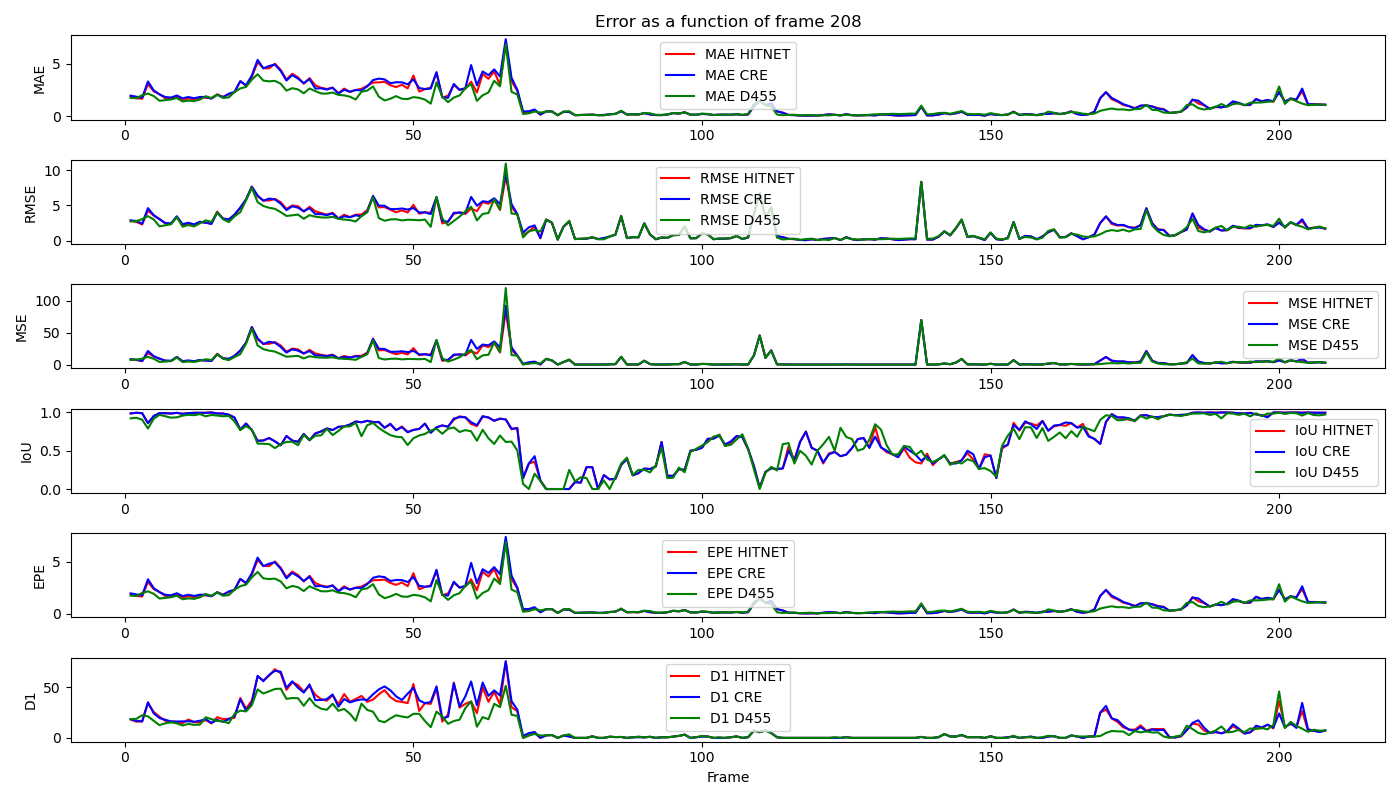 Error as a function of frame 208
MAE
5
0
MAE HITNET
MAE CRE
MAE D455
0 50 100 150 200
RMSE
10
5
0
RMSE HITNET
RMSE CRE
RMSE D455
0 50 100 150 200
MSE
100
50
0
MSE HITNET
MSE CRE
MSE D455
0 50 100 150 200
IoU
1.0
0.5
0.0
IoU HITNET
IoU CRE
IoU D455
0 50 100 150 200
EPE
5
0
EPE HITNET
EPE CRE
EPE D455
0 50 100 150 200
D1
50
0
D1 HITNET
D1 CRE
D1 D455
0 50 100 150 200
Frame